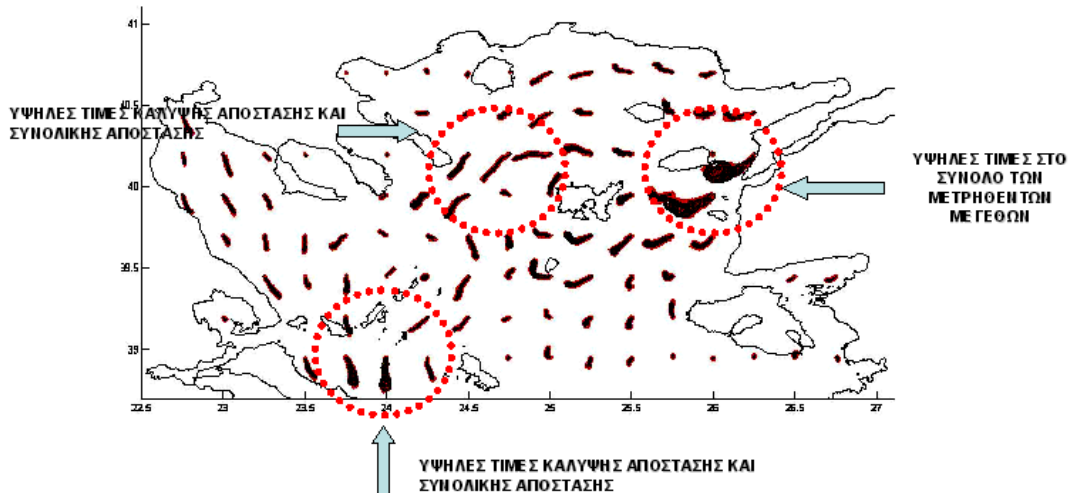 41
ΥΨΗΛΕΣ ΤΙΜΕΣ ΚΑΛΥΨΗΣ ΑΠΟΣΤΑΣΗΣ ΚΑΙ
ΣΥΝΟΛΙΚΗΣ ΑΠΟΣΤΑΣΗΣ
40.5
ΥΨΗΛΕΣ ΤΙΜΕΣ ΣΤΟ
ΣΥΝΟΛΟ ΤΩΝ
ΜΕΤΡΗΘΕΝΤΩΝ
ΜΕΓΕΘΩΝ
40
39.5
39
22.5 23 23.5 24 24.5 25 25.5 26 26.5 27
ΥΨΗΛΕΣ ΤΙΜΕΣ ΚΑΛΥΨΗΣ ΑΠΟΣΤΑΣΗΣ ΚΑΙ
ΣΥΝΟΛΙΚΗΣ ΑΠΟΣΤΑΣΗΣ